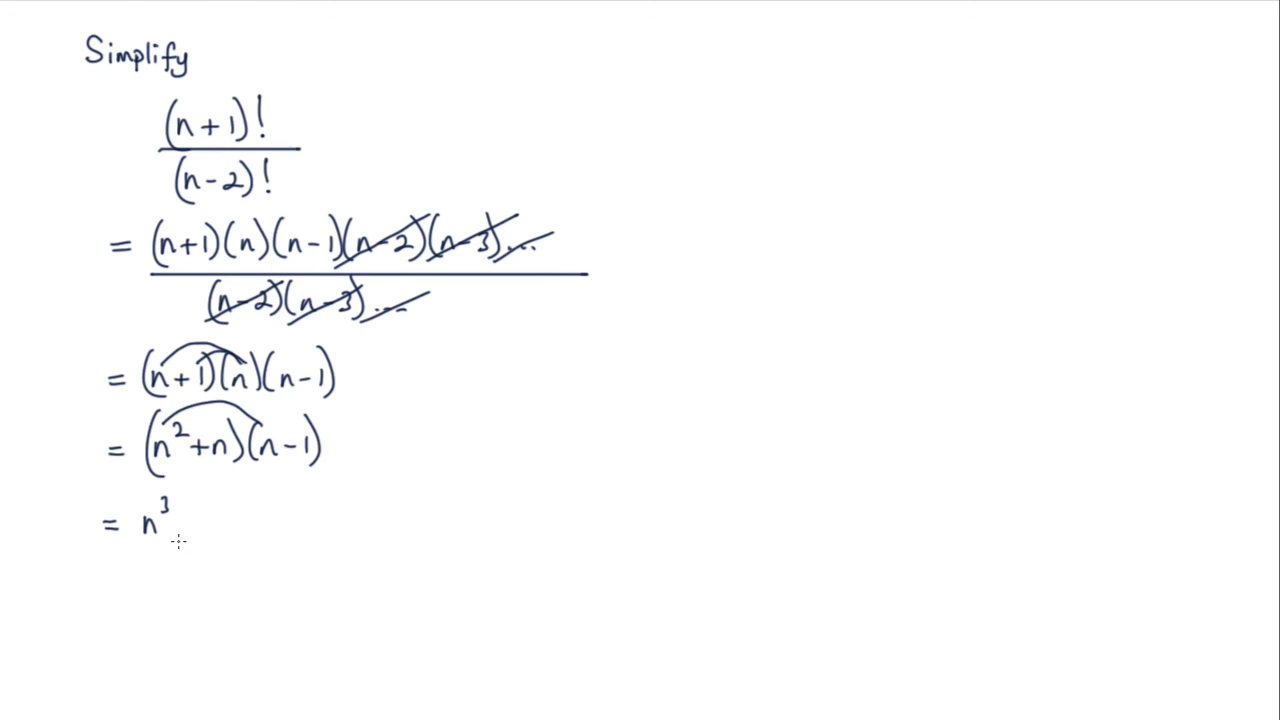 Simplify
(n+1)!
(n-2)!
= (n+1)(n)(n-1)(n-2)(n-3)...
(n-2)(n-3)...
= (n+1)(n)(n-1)
= (n²+n)(n-1)
= n³